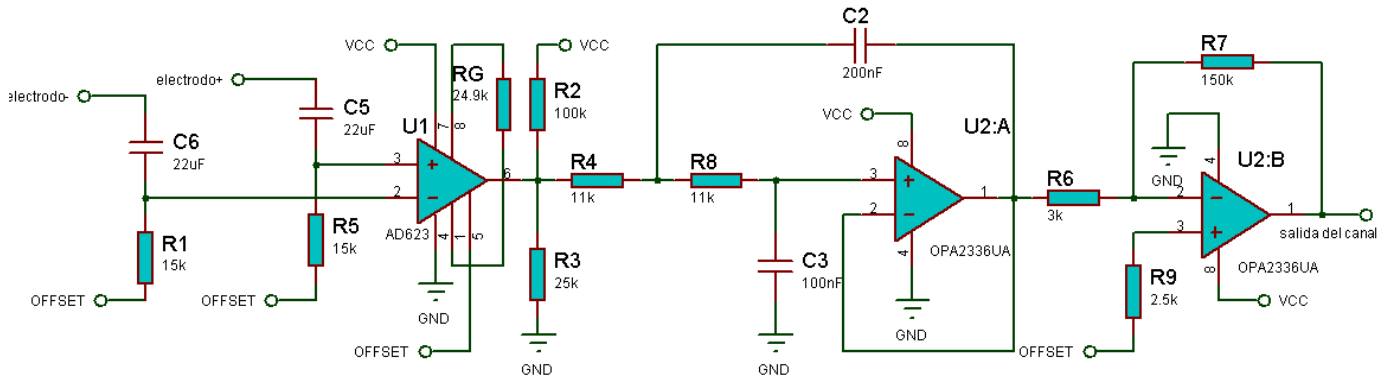 electrodo-
C6
22uF
R1
15k
OFFSET
electrodo+
C5
22uF
R5
15k
OFFSET
VCC
U1
7
8
3
2
6
4
1
5
AD623
GND
OFFSET
RG
24.9k
VCC
R2
100k
R3
25k
GND
R4
11k
R8
11k
C2
200nF
C3
100nF
GND
VCC
8
U2:A
3
2
1
4
OPA2336UA
GND
R6
3k
R7
150k
GND
4
U2:B
2
3
1
8
OPA2336UA
VCC
R9
2.5k
OFFSET
salida del canal